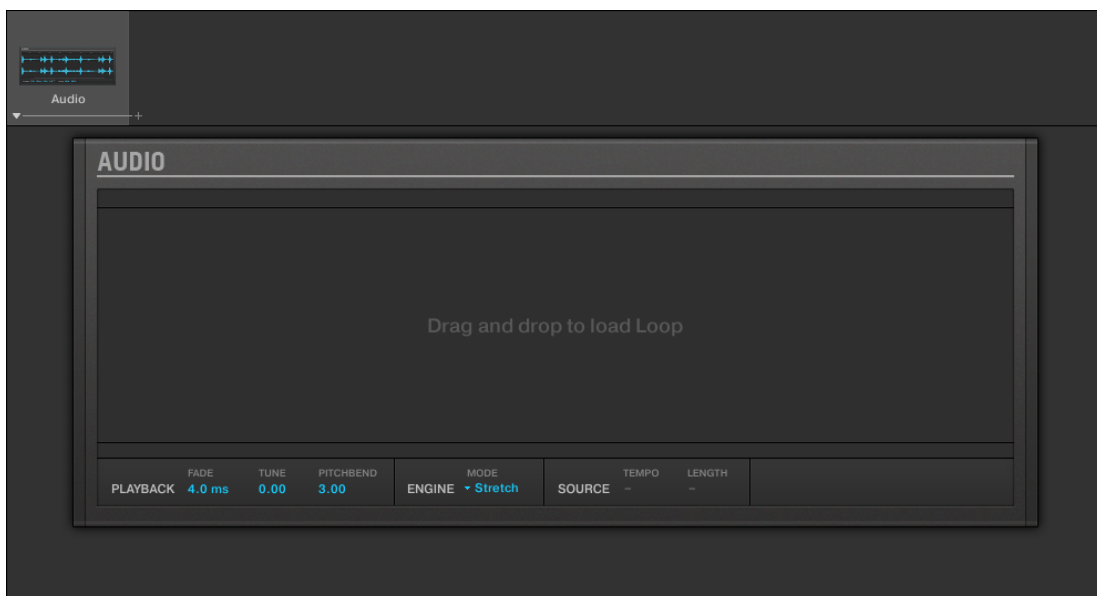 Audio
AUDIO
Drag and drop to load Loop
FADE TUNE PITCHBEND MODE TEMPO LENGTH
PLAYBACK 4.0 ms 0.00 3.00 ENGINE Stretch SOURCE – –